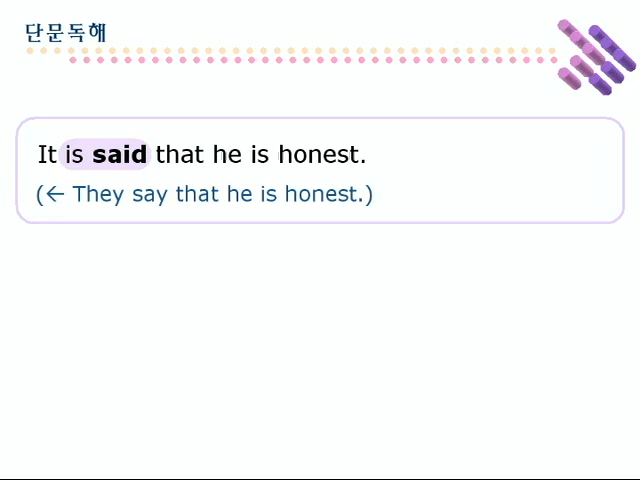 단문독해
It is said that he is honest.
(← They say that he is honest.)